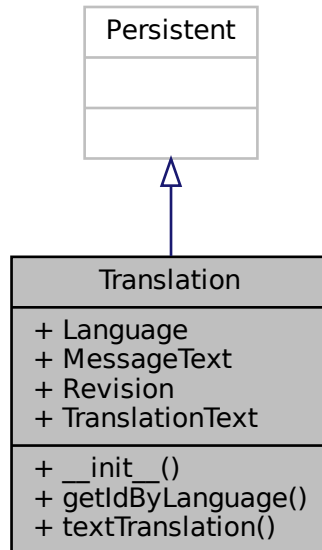 Persistent
Translation
+ Language
+ MessageText
+ Revision
+ TranslationText
+ __init__()
+ getIdByLanguage()
+ textTranslation()